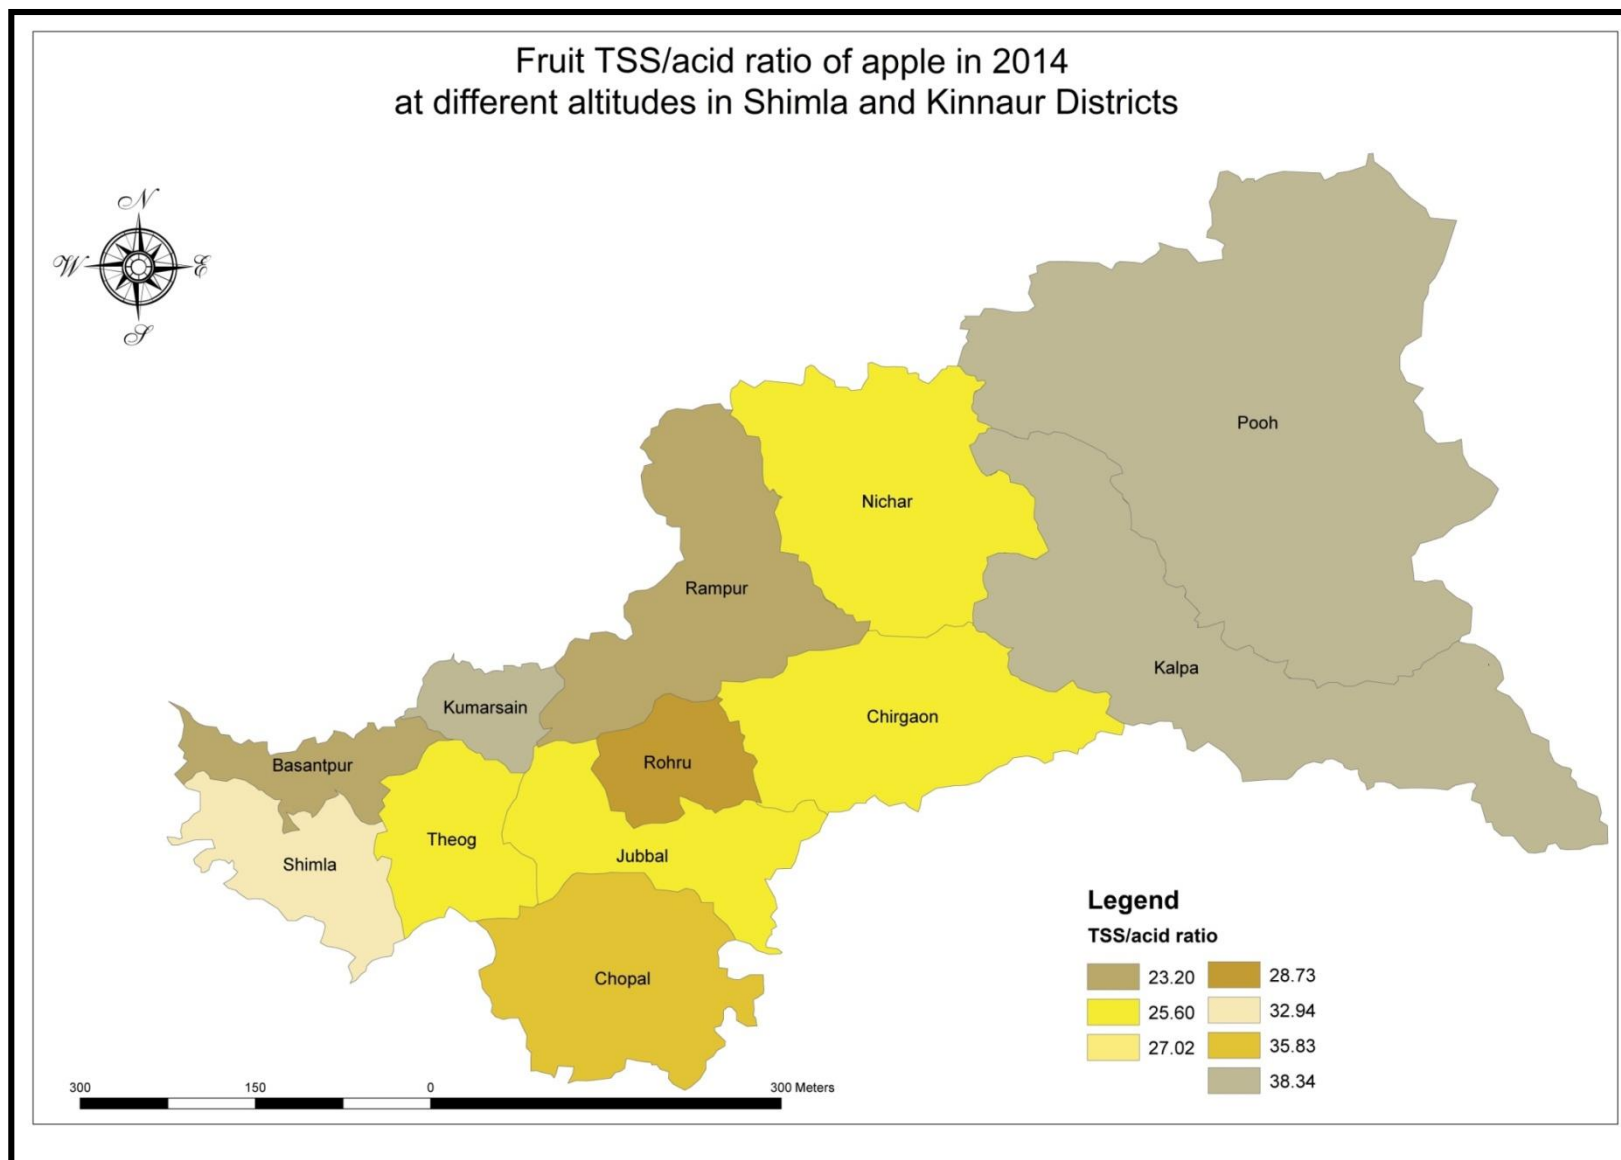 Fruit TSS/acid ratio of apple in 2014
at different altitudes in Shimla and Kinnaur Districts
N
W
E
S
Pooh
Nichar
Rampur
Kalpa
Kumarsain
Chirgaon
Basantpur
Rohru
Theog
Jubbal
Shimla
Chopal
Legend
TSS/acid ratio
23.20
28.73
25.60
32.94
27.02
35.83
38.34
300
150
0
300 Meters